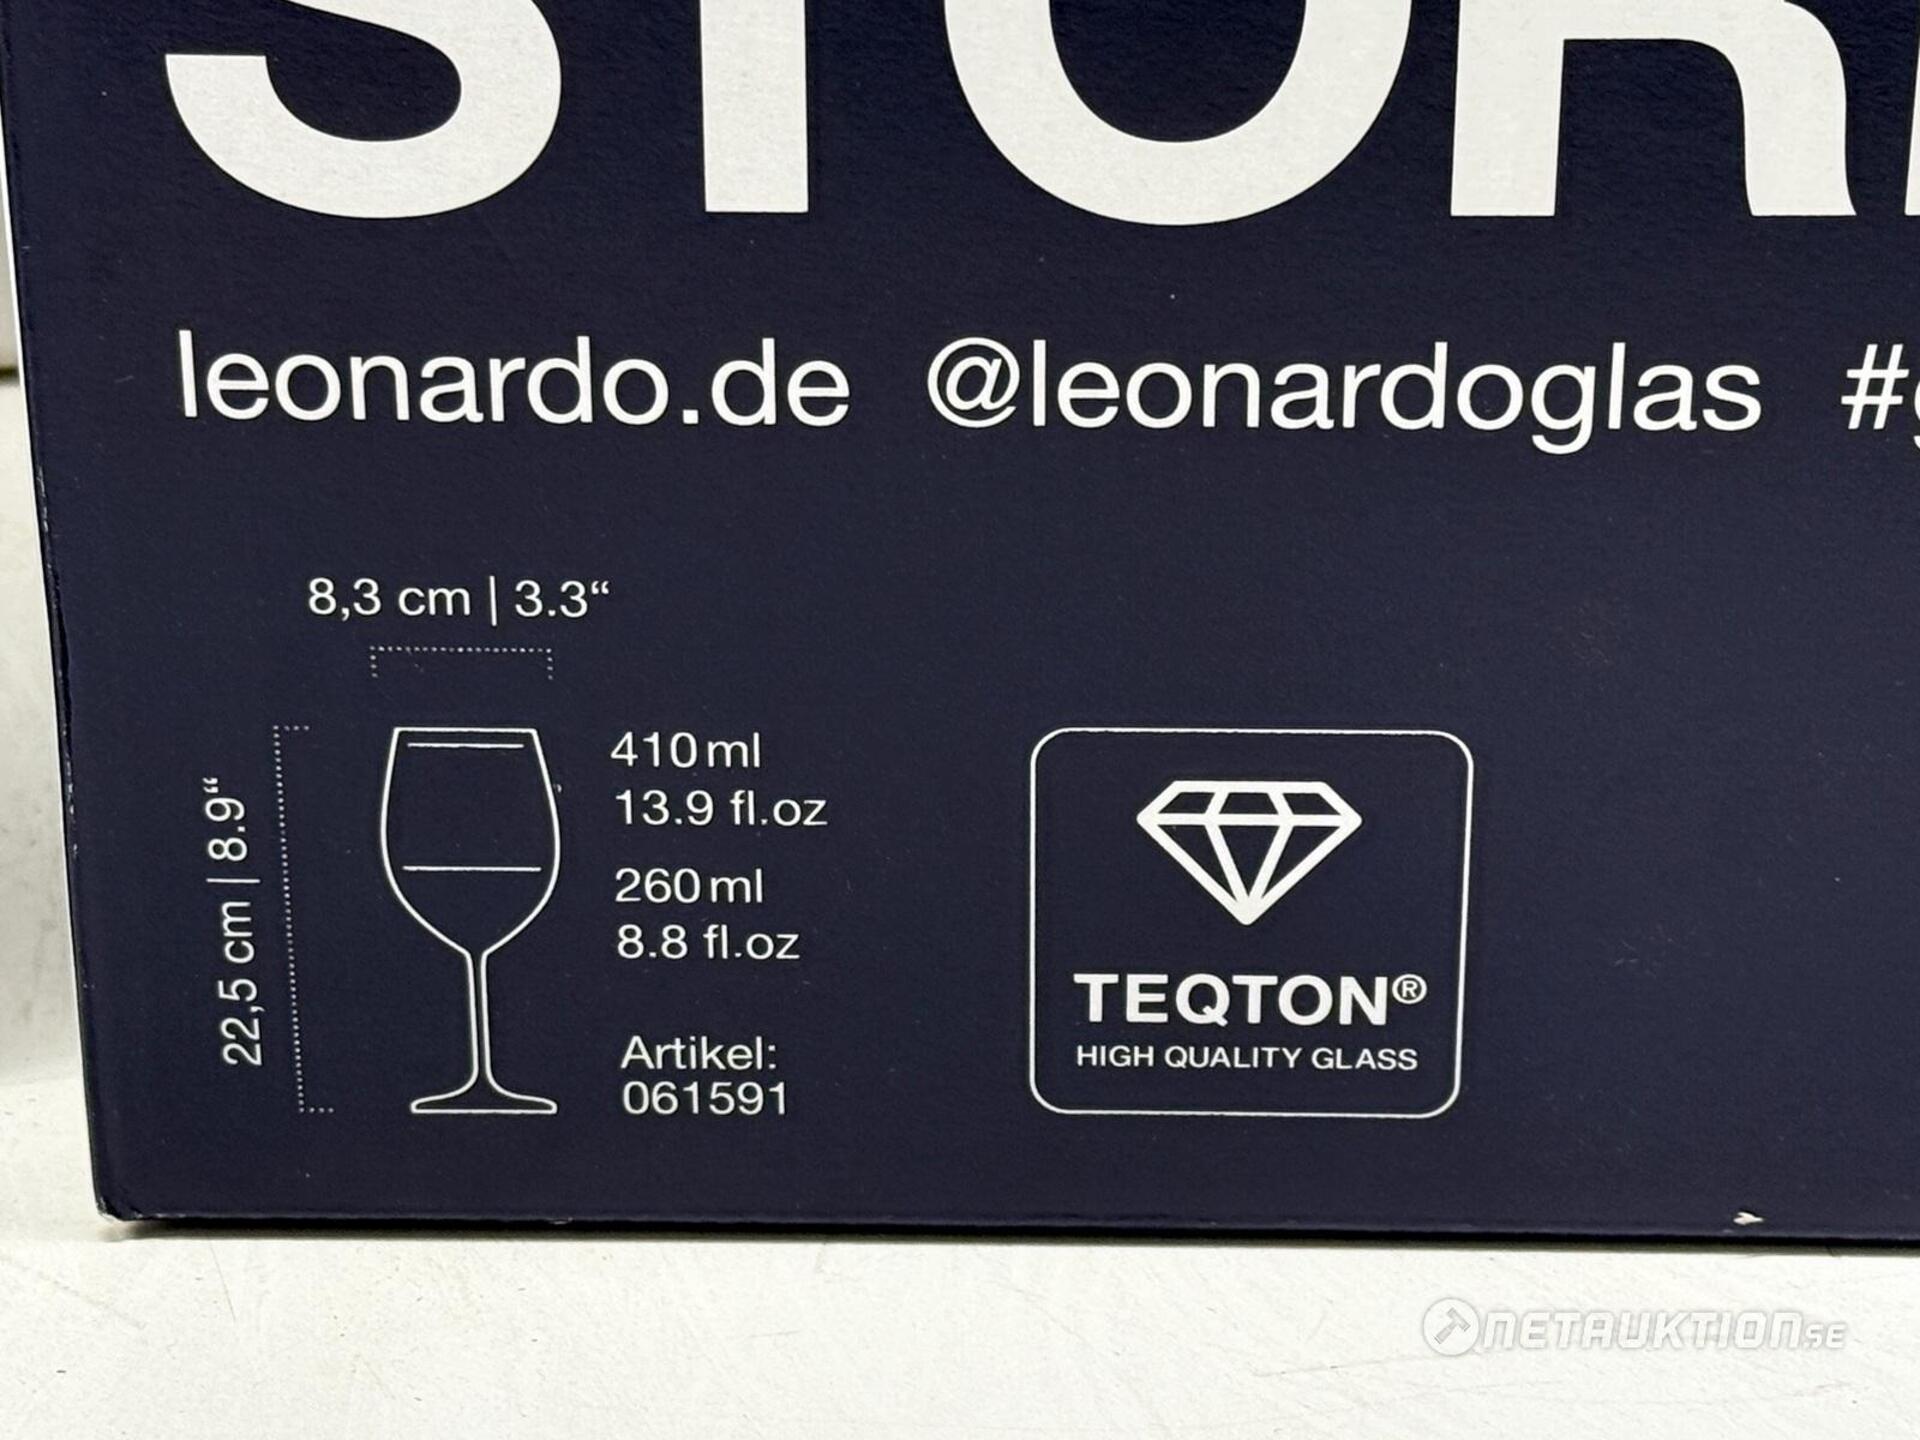 STOR
leonardo.de @leonardoglas #g
8,3 cm | 3.3“
22,5 cm | 8.9“
410 ml
13.9 fl.oz
260 ml
8.8 fl.oz
Artikel:
061591
TEQTON®
HIGH QUALITY GLASS
NETAUKTION.SE